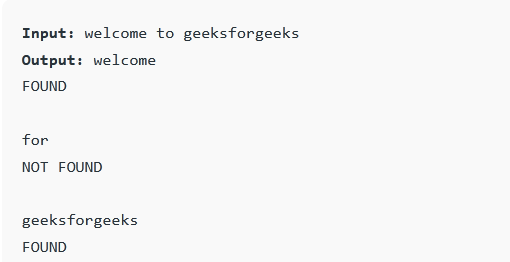 Input: welcome to geeksforgeeks
Output: welcome
FOUND
for
NOT FOUND
geeksforgeeks
FOUND